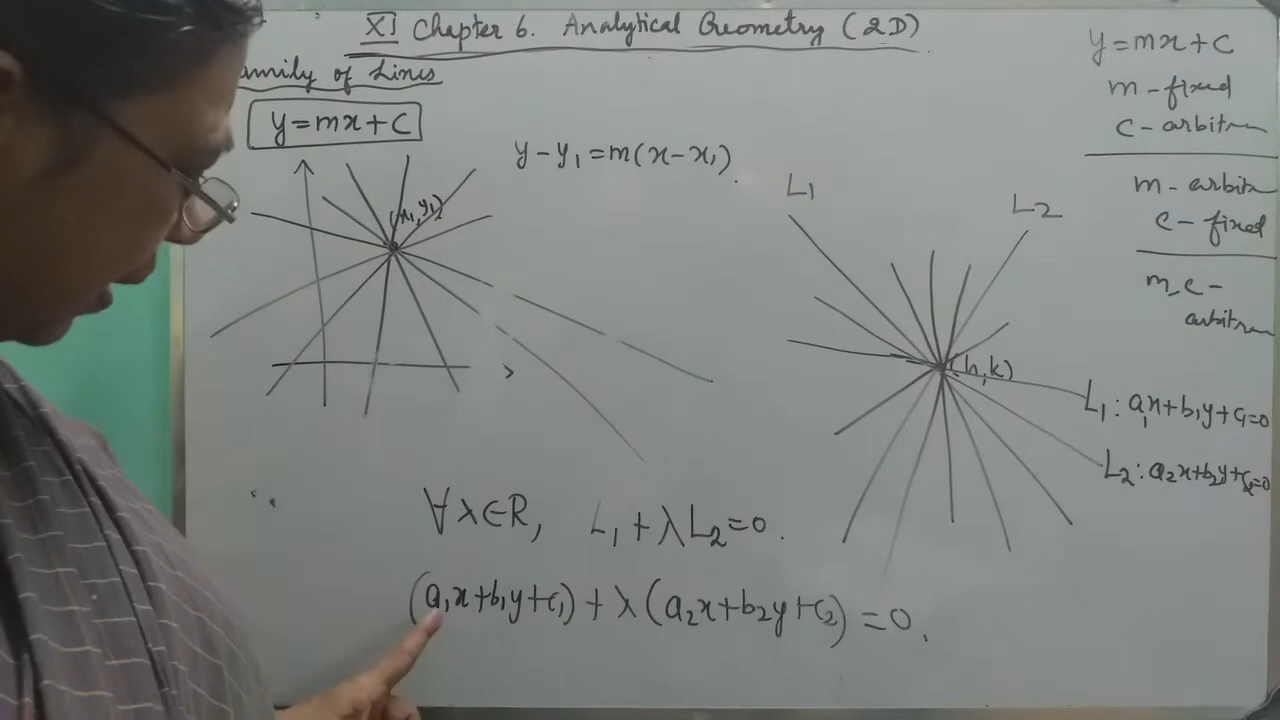 XI Chapter 6. Analytical Geometry (2D)
amily of Lines
y=mx+c
y-y₁=m(x-x₁)
(x₁,y₁)
L₁
L₂
(h,k)
y=mx+c
m-fixed
c-arbitra
m-arbitr
c-fixed
m,c-
arbitra
L₁: a₁x+b₁y+c₁=0
L₂: a₂x+b₂y+c₂=0
∀λ∈R, L₁+λL₂=0.
(a₁x+b₁y+c₁)+λ(a₂x+b₂y+c₂)=0.